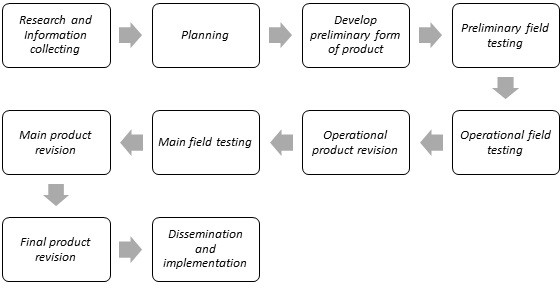 Research and
Information
collecting
Planning
Develop
preliminary form
of product
Preliminary field
testing
Operational field
testing
Operational
product revision
Main field testing
Main product
revision
Final product
revision
Dissemination
and
implementation